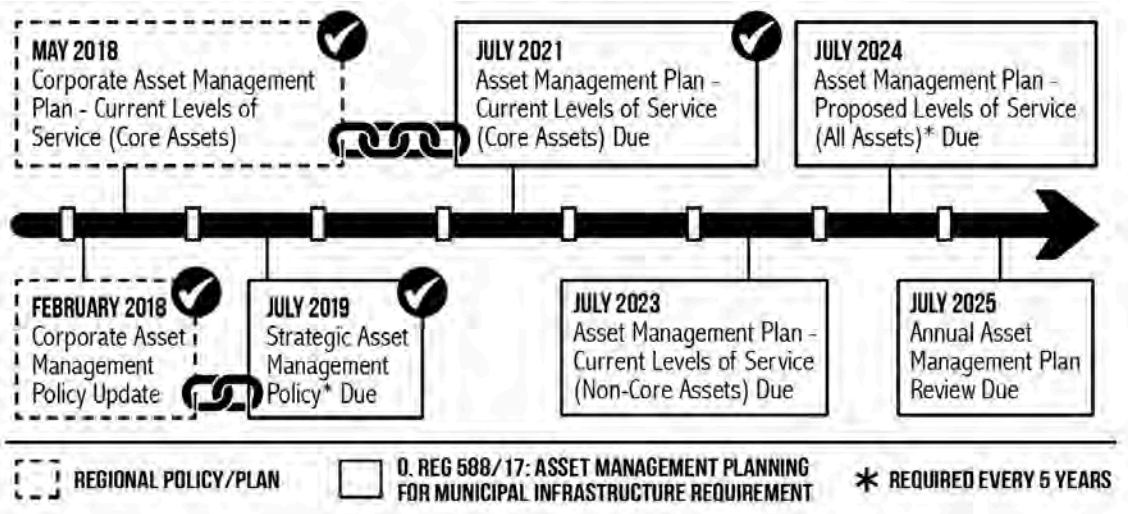 MAY 2018
Corporate Asset Management
Plan - Current Levels of
Service (Core Assets)
JULY 2021
Asset Management Plan -
Current Levels of Service
(Core Assets) Due
JULY 2024
Asset Management Plan -
Proposed Levels of Service
(All Assets)* Due
FEBRUARY 2018
Corporate Asset
Management
Policy Update
JULY 2019
Strategic Asset
Management
Policy* Due
JULY 2023
Asset Management Plan -
Current Levels of Service
(Non-Core Assets) Due
JULY 2025
Annual Asset
Management Plan
Review Due
REGIONAL POLICY/PLAN
O. REG 588/17: ASSET MANAGEMENT PLANNING
FOR MUNICIPAL INFRASTRUCTURE REQUIREMENT
* REQUIRED EVERY 5 YEARS